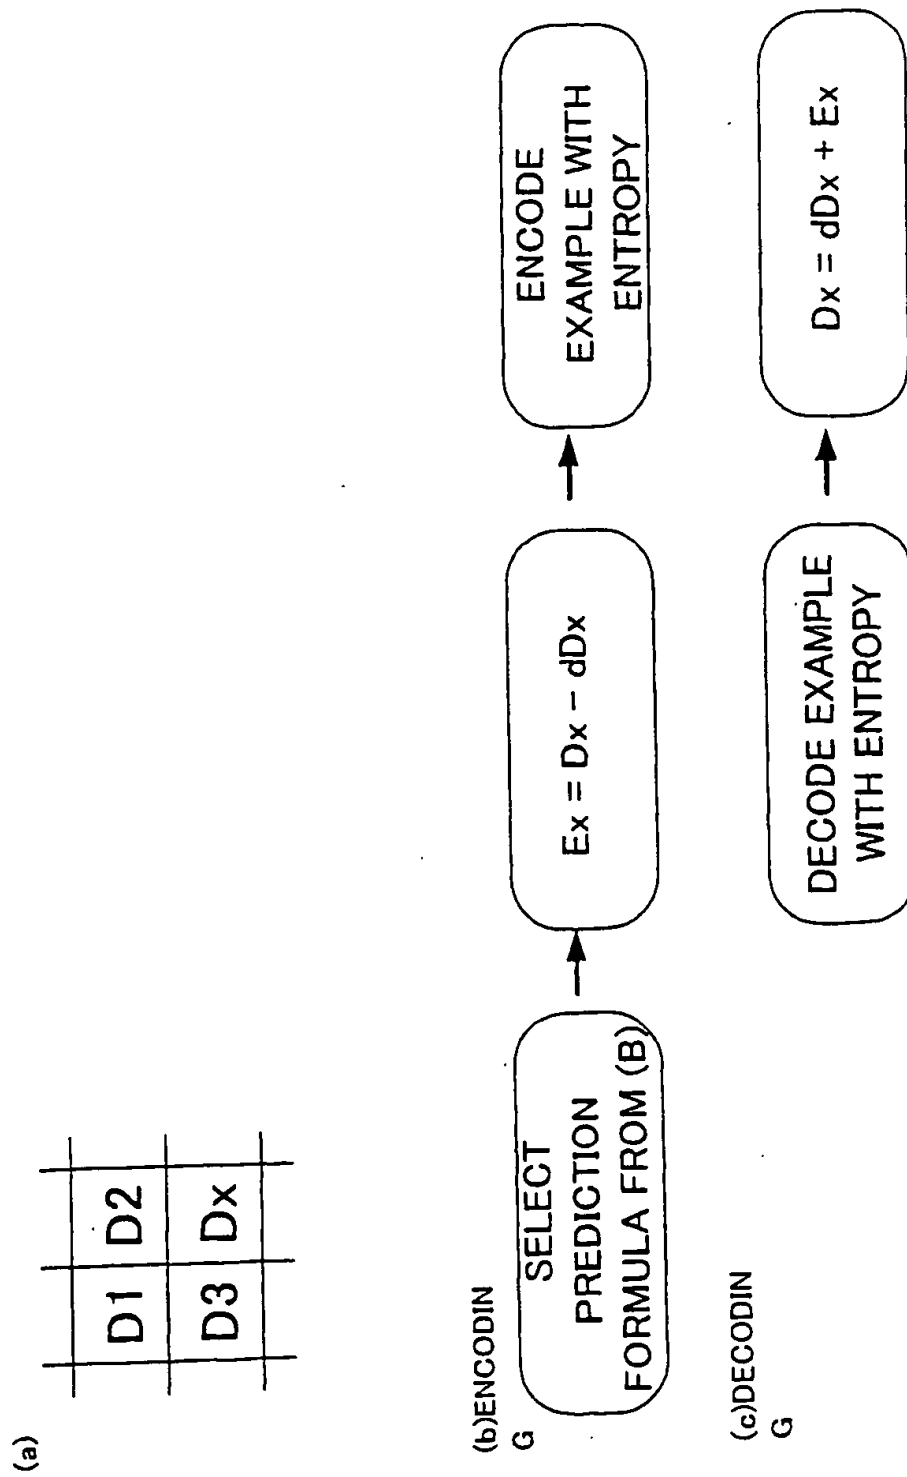 (a)
D1 D2
D3 Dx
(b)ENCODIN
G
SELECT
PREDICTION
FORMULA FROM (B)
Ex = Dx − dDx
ENCODE
EXAMPLE WITH
ENTROPY
(c)DECODIN
G
DECODE EXAMPLE
WITH ENTROPY
Dx = dDx + Ex